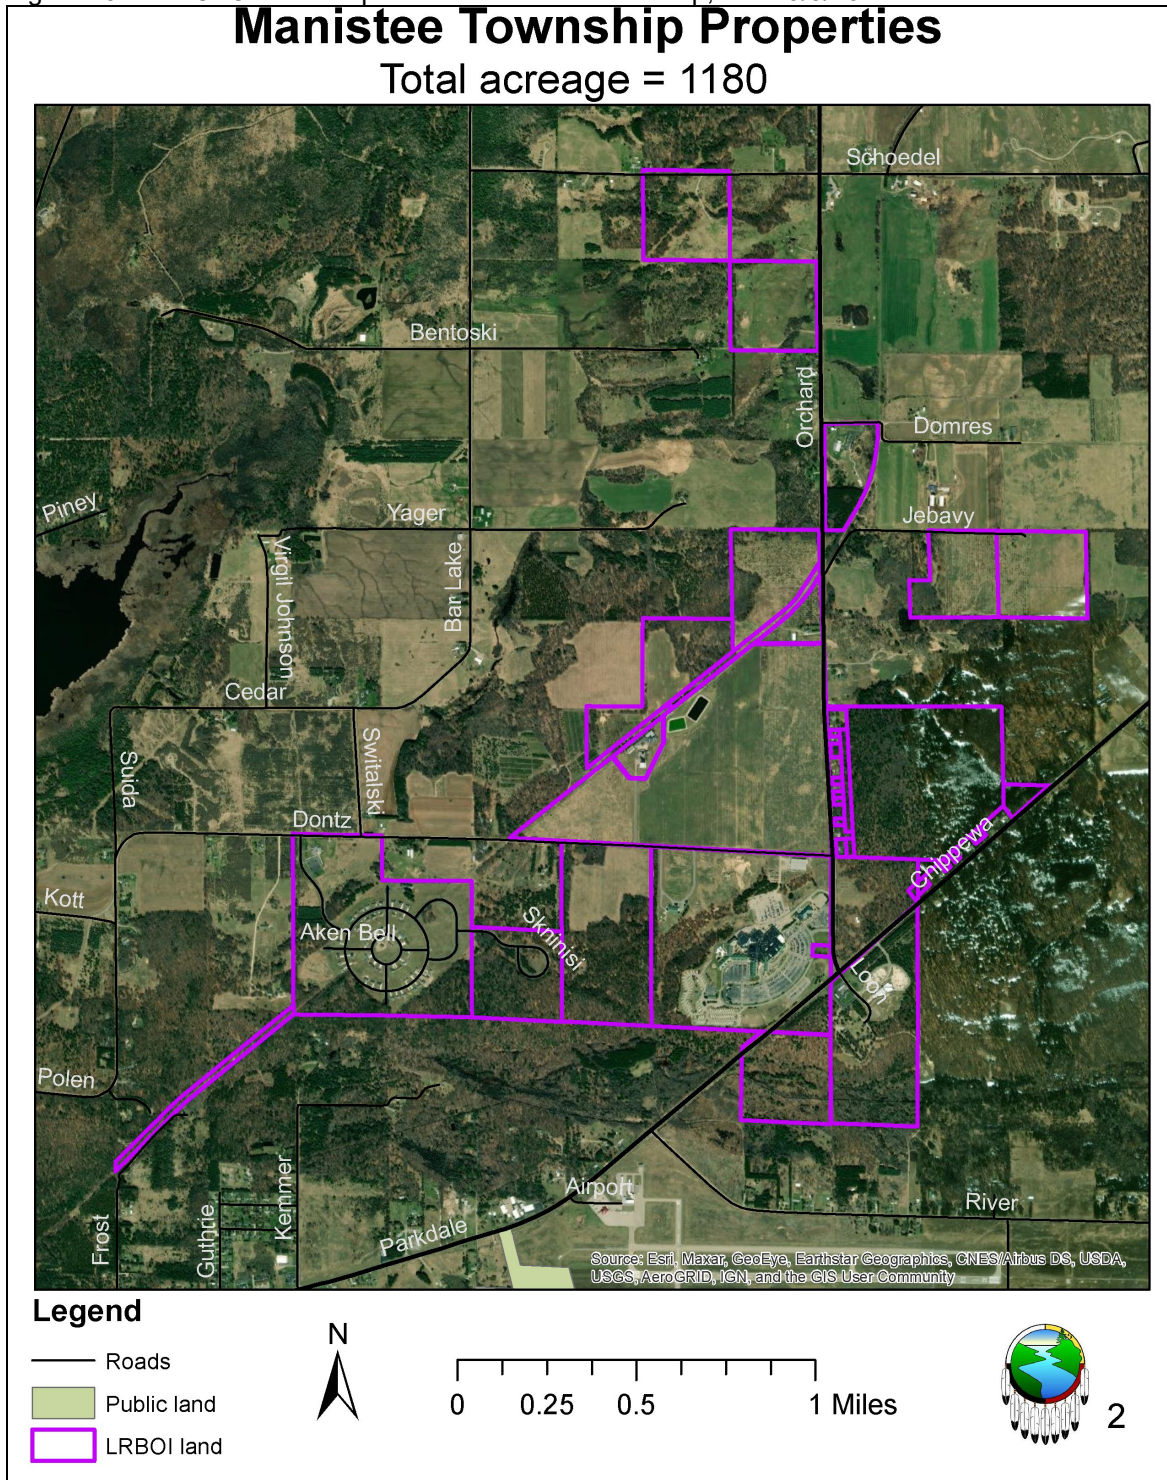 Manistee Township Properties
Total acreage = 1180
Schoedel
Bentoski
Orchard
Domres
Piney
Yager
Jebavy
Virgil Johnson
Bar Lake
Cedar
Suida
Switalski
Dontz
Chippewa
Kott
Aken Bell
Skninisi
Loon
Polen
Airport
River
Kemmer
Guthrie
Frost
Parkdale
Source: Esri, Maxar, GeoEye, Earthstar Geographics, CNES/Airbus DS, USDA,
USGS, AeroGRID, IGN, and the GIS User Community
Legend
Roads
Public land
LRBOI land
N
0 0.25 0.5 1 Miles
2